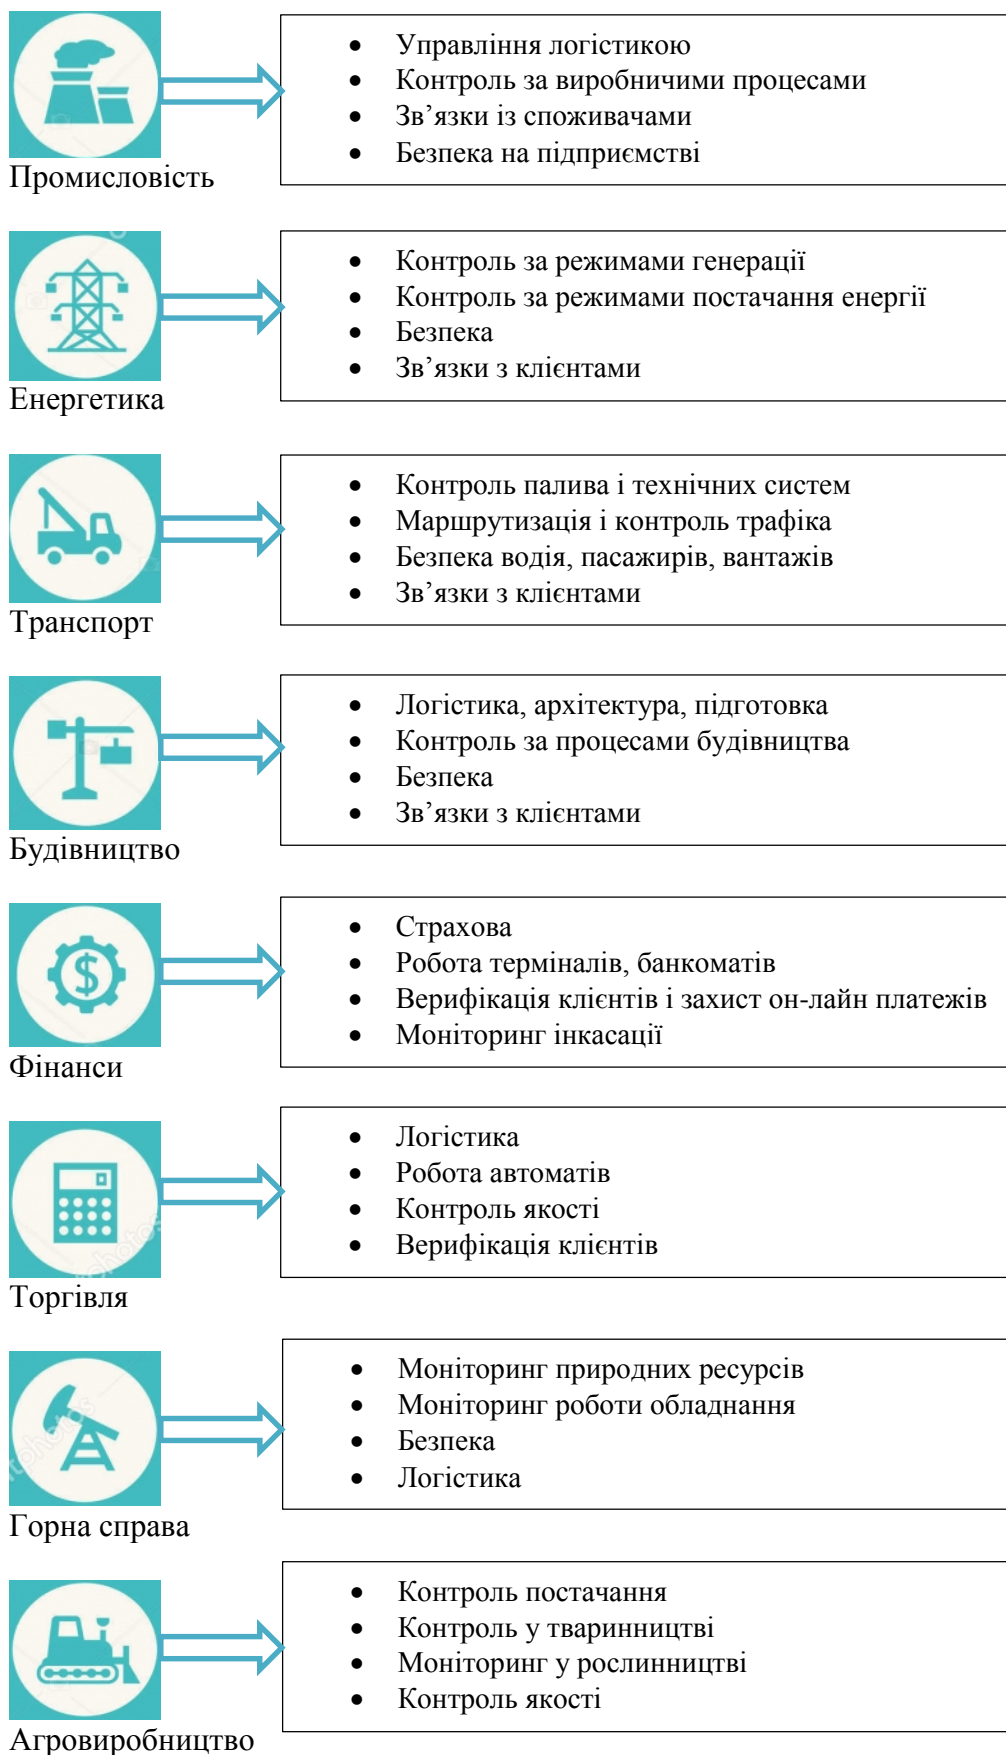 • Управління логістикою
• Контроль за виробничими процесами
• Зв’язки із споживачами
• Безпека на підприємстві
Промисловість
• Контроль за режимами генерації
• Контроль за режимами постачання енергії
• Безпека
• Зв’язки з клієнтами
Енергетика
• Контроль палива і технічних систем
• Маршрутизація і контроль трафіка
• Безпека водія, пасажирів, вантажів
• Зв’язки з клієнтами
Транспорт
• Логістика, архітектура, підготовка
• Контроль за процесами будівництва
• Безпека
• Зв’язки з клієнтами
Будівництво
$
• Страхова
• Робота терміналів, банкоматів
• Верифікація клієнтів і захист он-лайн платежів
• Моніторинг інкасації
Фінанси
• Логістика
• Робота автоматів
• Контроль якості
• Верифікація клієнтів
Торгівля
• Моніторинг природних ресурсів
• Моніторинг роботи обладнання
• Безпека
• Логістика
Горна справа
• Контроль постачання
• Контроль у тваринництві
• Моніторинг у рослинництві
• Контроль якості
Агровиробництво